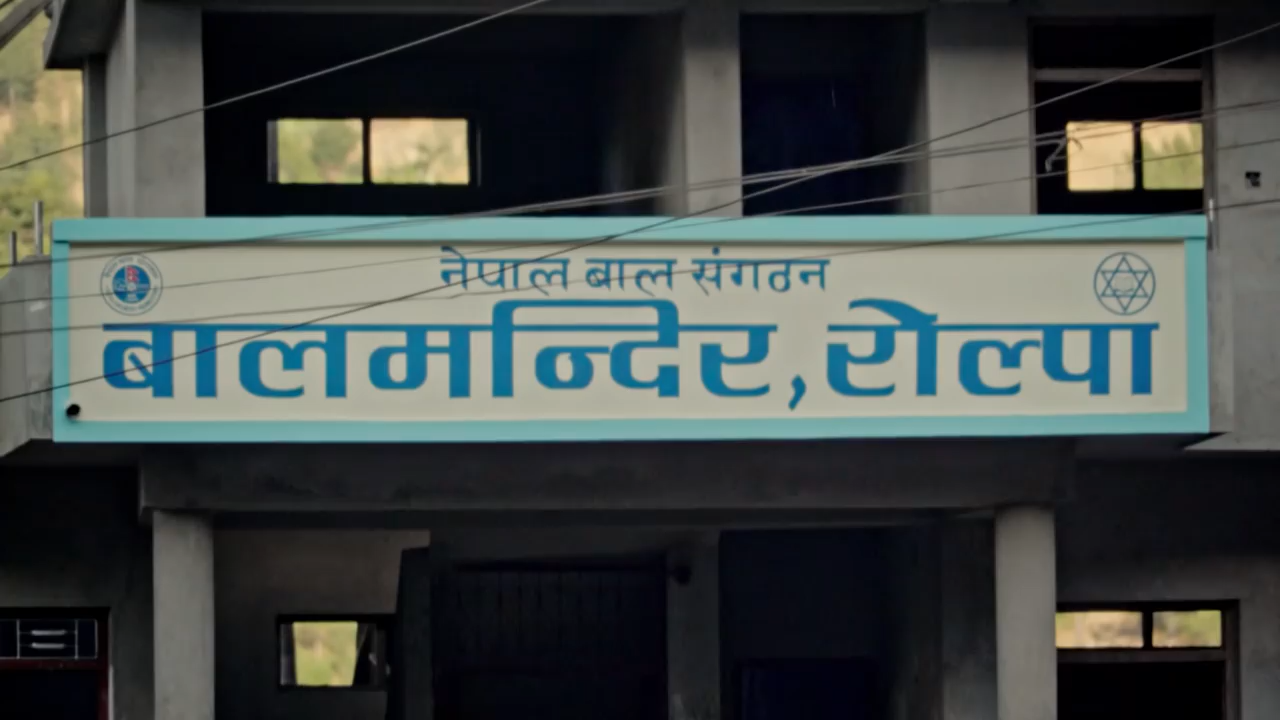 नेपाल बाल संगठन
बालमन्दिर, रोल्पा